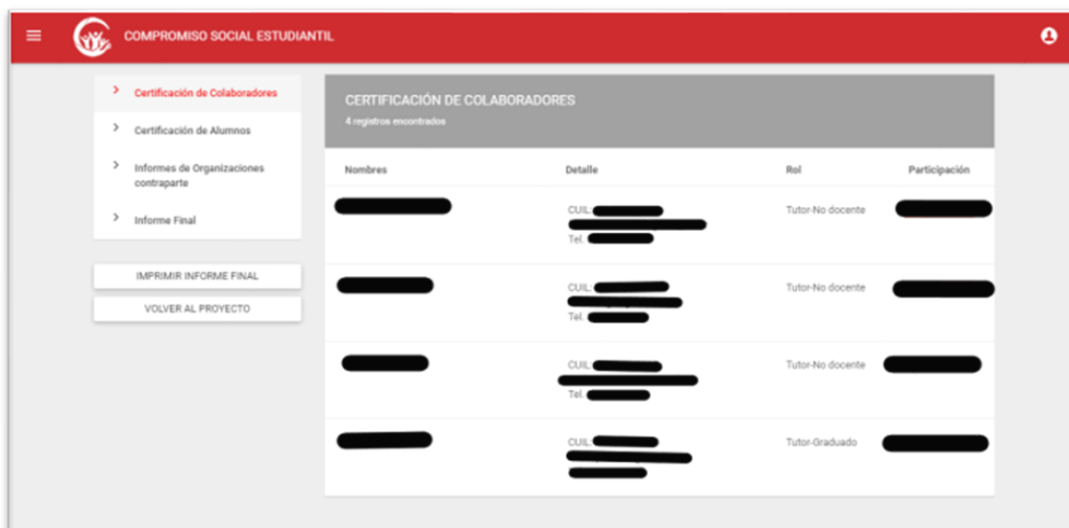 COMPROMISO SOCIAL ESTUDIANTIL
Certificación de Colaboradores
Certificación de Alumnos
Informes de Organizaciones
contraparte
Informe Final
IMPRIMIR INFORME FINAL
VOLVER AL PROYECTO
CERTIFICACIÓN DE COLABORADORES
4 registros encontrados
Nombres Detalle Rol Participación
CUIL: Tutor-No docente
Tel.
CUIL: Tutor-No docente
Tel.
CUIL: Tutor-No docente
Tel.
CUIL: Tutor-Graduado